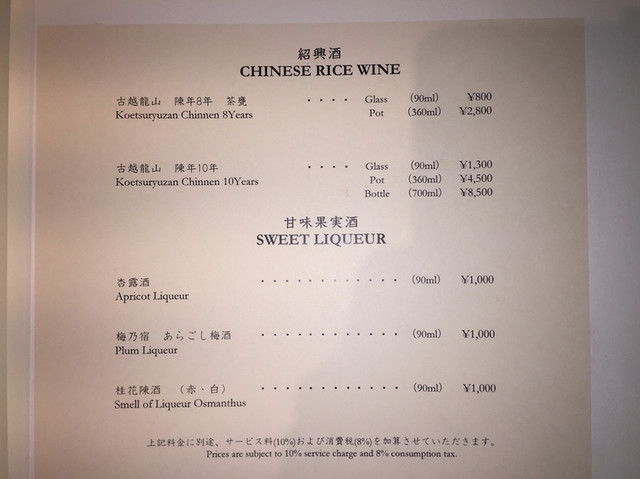 紹興酒
CHINESE RICE WINE
古越龍山 陳年8年 茶甕 ・・・・ Glass (90ml) ¥800
Koetsuryuzan Chinnen 8Years Pot (360ml) ¥2,800
古越龍山 陳年10年 ・・・・ Glass (90ml) ¥1,300
Koetsuryuzan Chinnen 10Years Pot (360ml) ¥4,500
Bottle (700ml) ¥8,500
甘味果実酒
SWEET LIQUEUR
杏露酒 ・・・・・・・・・・・・ (90ml) ¥1,000
Apricot Liqueur
梅乃宿 あらごし梅酒 ・・・・・・・・・・・・ (90ml) ¥1,000
Plum Liqueur
桂花陳酒 (赤・白) ・・・・・・・・・・・・ (90ml) ¥1,000
Smell of Liqueur Osmanthus
上記料金に別途、サービス料(10%)および消費税(8%)を加算させていただきます。
Prices are subject to 10% service charge and 8% consumption tax.